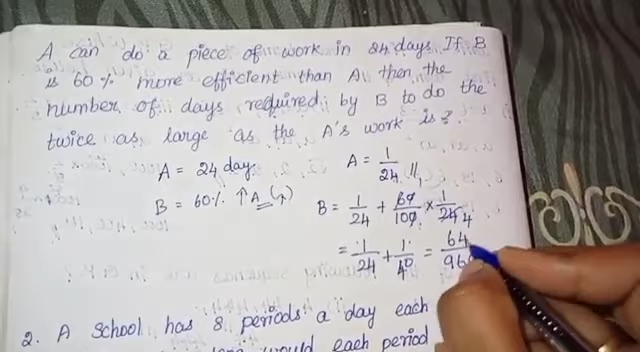 A can do a piece of work in 24 days. If B
is 60% more efficient than A, then the
number of days required by B to do the
twice as large as the A's work is?
A = 24 day.
A = 1/24 //
B = 60% ↑ A
B = 1/24 + 60/100 × 1/24 4
= 1/24 + 1/40 = 64/960
2. A school has 8 periods a day each
would each period